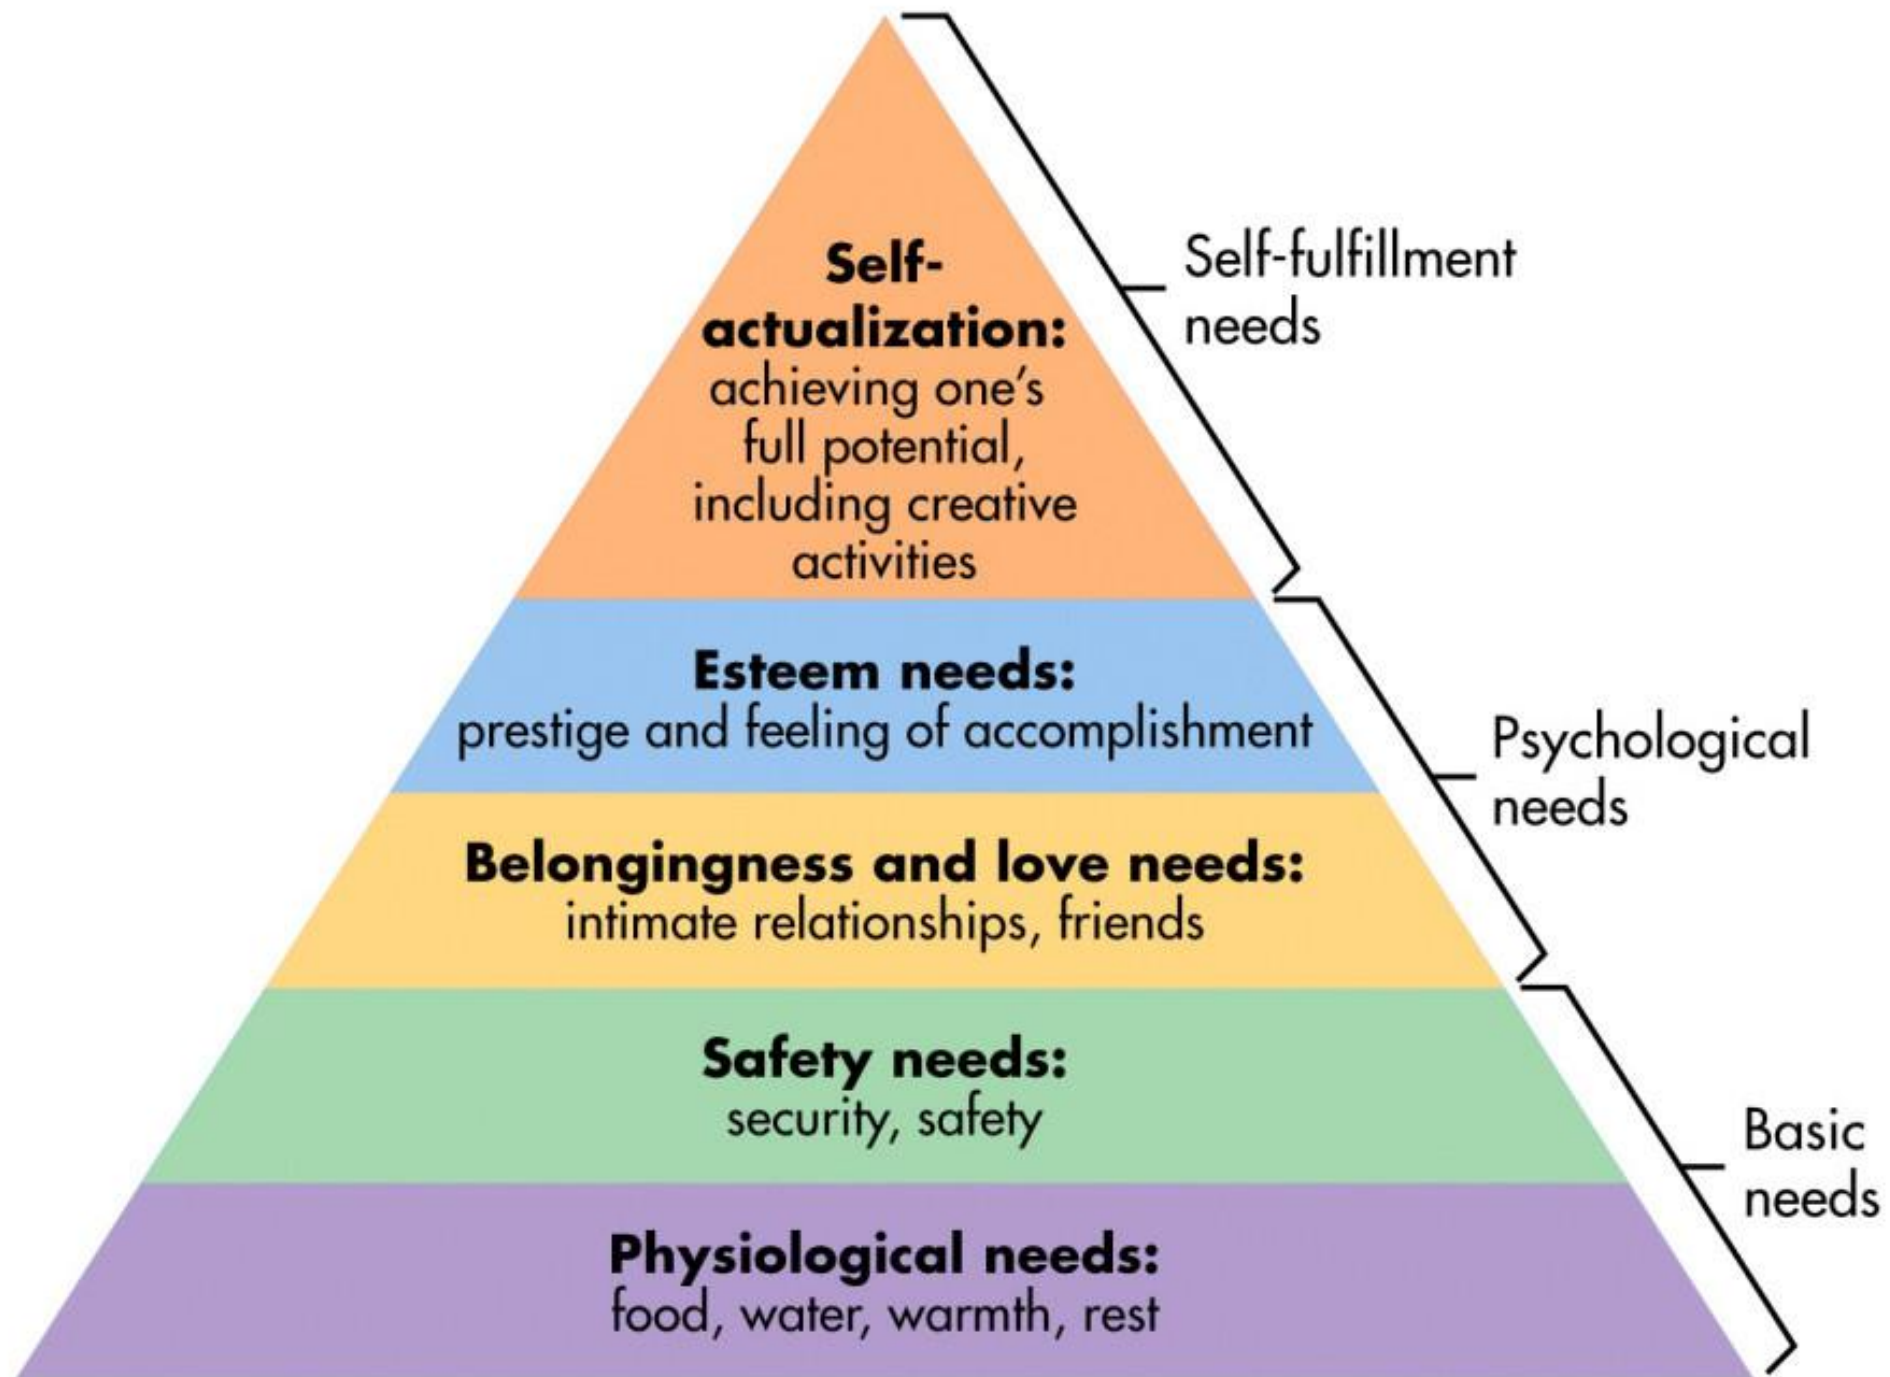 Self-
actualization:
achieving one’s
full potential,
including creative
activities
Self-fulfillment
needs
Esteem needs:
prestige and feeling of accomplishment
Psychological
needs
Belongingness and love needs:
intimate relationships, friends
Safety needs:
security, safety
Basic
needs
Physiological needs:
food, water, warmth, rest